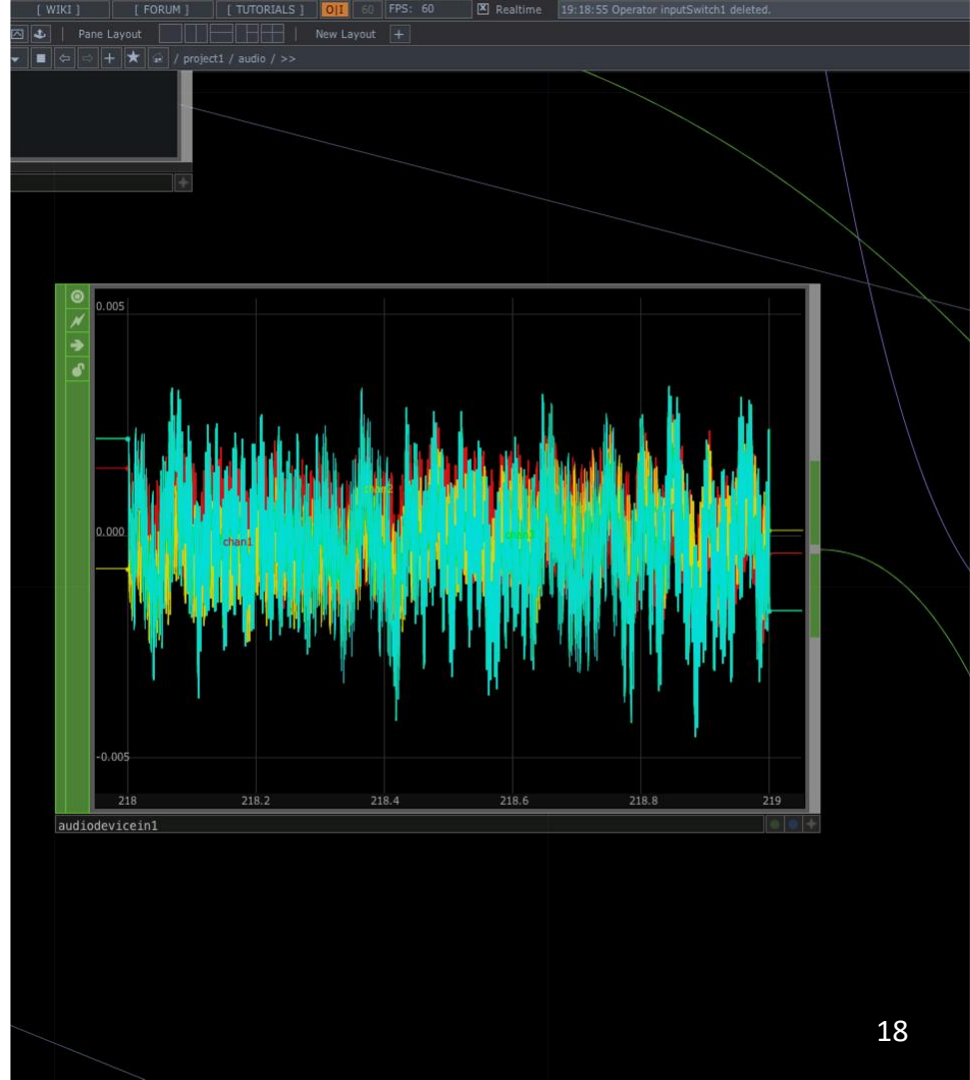 [ WIKI ] [ FORUM ] [ TUTORIALS ] O|I 60 FPS: 60 Realtime 19:18:55 Operator inputSwitch1 deleted.
Pane Layout New Layout +
/ project1 / audio / >>
0.005
chan2
0.000
chan1
-0.005
218 218.2 218.4 218.6 218.8 219
audiodevicein1
18